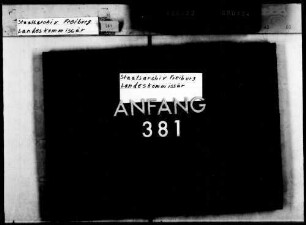 Staatsarchiv Freiburg
Landeskommissär
Staatsarchiv Freiburg
Landeskommissär
ANFANG
381